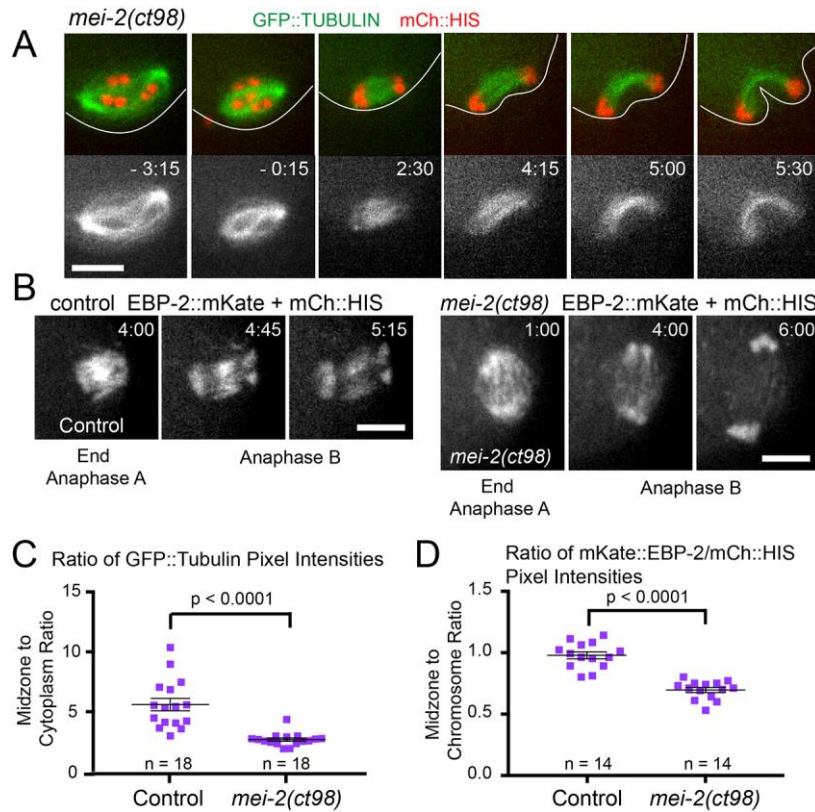 mei-2(ct98) GFP::TUBULIN mCh::HIS
A
- 3:15 - 0:15 2:30 4:15 5:00 5:30
B
control EBP-2::mKate + mCh::HIS
4:00 4:45 5:15
Control
End
Anaphase A
Anaphase B
mei-2(ct98) EBP-2::mKate + mCh::HIS
1:00 4:00 6:00
mei-2(ct98)
End
Anaphase A
Anaphase B
C
Ratio of GFP::Tubulin Pixel Intensities
Midzone to
Cytoplasm Ratio
15
10
5
0
p < 0.0001
n = 18 n = 18
Control mei-2(ct98)
D
Ratio of mKate::EBP-2/mCh::HIS
Pixel Intensities
Midzone to
Chromosome Ratio
1.5
1.0
0.5
0.0
p < 0.0001
n = 14 n = 14
Control mei-2(ct98)